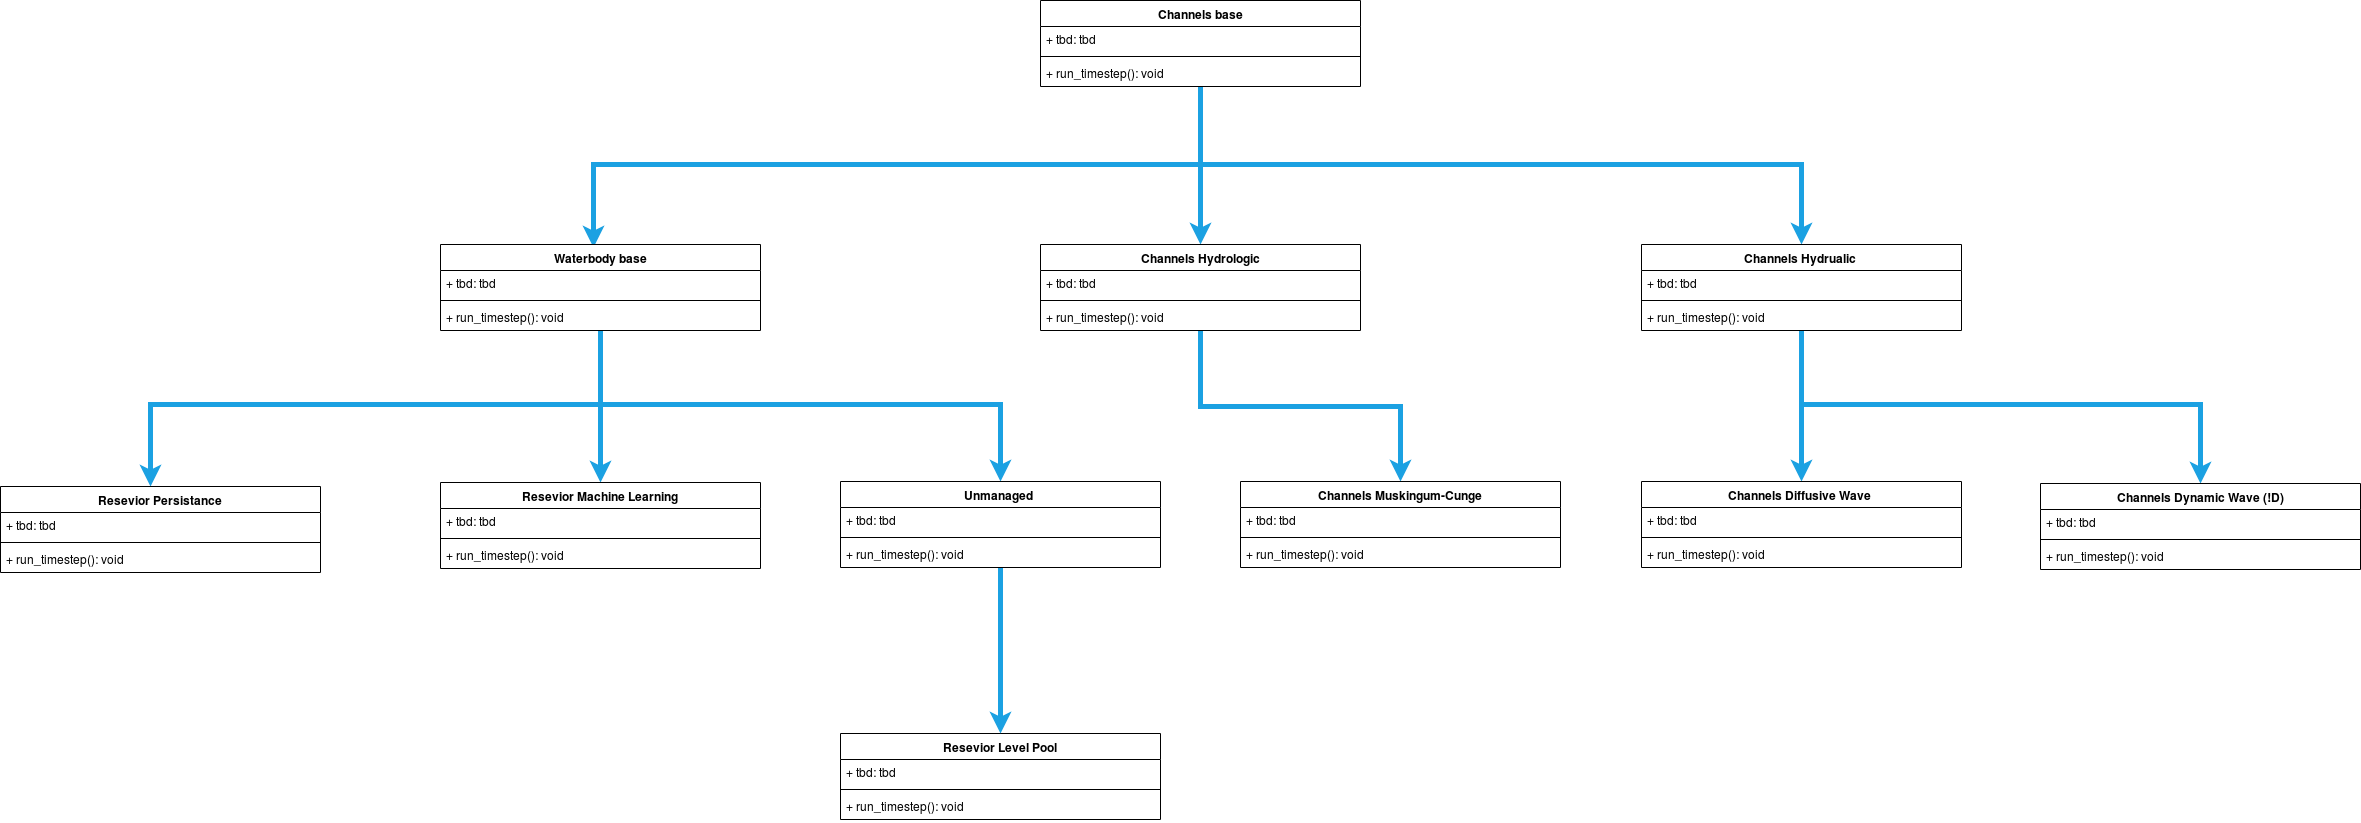 Channels base
+ tbd: tbd
+ run_timestep(): void
Waterbody base
+ tbd: tbd
+ run_timestep(): void
Channels Hydrologic
+ tbd: tbd
+ run_timestep(): void
Channels Hydrualic
+ tbd: tbd
+ run_timestep(): void
Resevior Persistance
+ tbd: tbd
+ run_timestep(): void
Resevior Machine Learning
+ tbd: tbd
+ run_timestep(): void
Unmanaged
+ tbd: tbd
+ run_timestep(): void
Channels Muskingum-Cunge
+ tbd: tbd
+ run_timestep(): void
Channels Diffusive Wave
+ tbd: tbd
+ run_timestep(): void
Channels Dynamic Wave (!D)
+ tbd: tbd
+ run_timestep(): void
Resevior Level Pool
+ tbd: tbd
+ run_timestep(): void